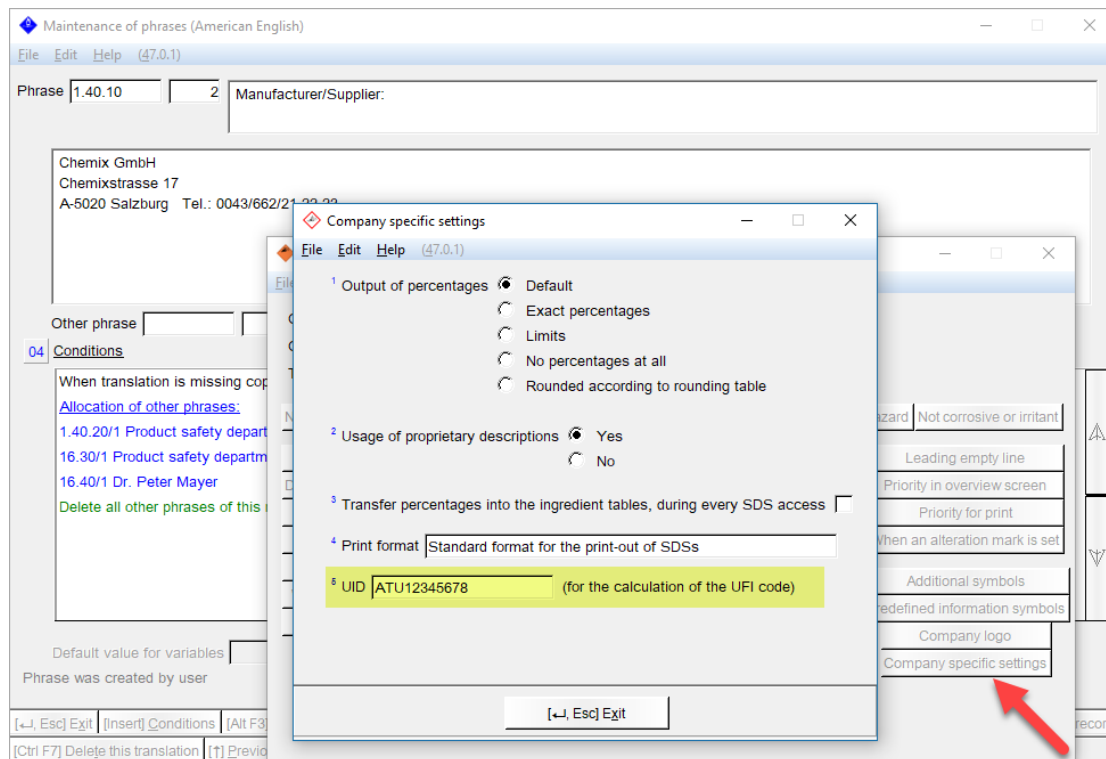 Maintenance of phrases (American English)
File Edit Help (47.0.1)
Phrase 1.40.10 2 Manufacturer/Supplier:
Chemix GmbH
Chemixstrasse 17
A-5020 Salzburg Tel.: 0043/662/21 22 23
Other phrase
04 Conditions
When translation is missing
Allocation of other phrases:
1.40.20/1 Product safety
16.30/1 Product safety
16.40/1 Dr. Peter Mayer
Delete all other phrases of this
Default value for variables
Phrase was created by user
[↵, Esc] Exit [Insert] Conditions [Alt F3]
[Ctrl F7] Delete this translation [↑]
Company specific settings
File Edit Help (47.0.1)
1 Output of percentages Default
Exact percentages
Limits
No percentages at all
Rounded according to rounding table
2 Usage of proprietary descriptions Yes
No
3 Transfer percentages into the ingredient tables, during every SDS access
4 Print format Standard format for the print-out of SDSs
5 UID ATU12345678 (for the calculation of the UFI code)
[↵, Esc] Exit
Not corrosive or irritant
Leading empty line
Priority in overview screen
Priority for print
an alteration mark is set
Additional symbols
information symbols
Company logo
Company specific settings